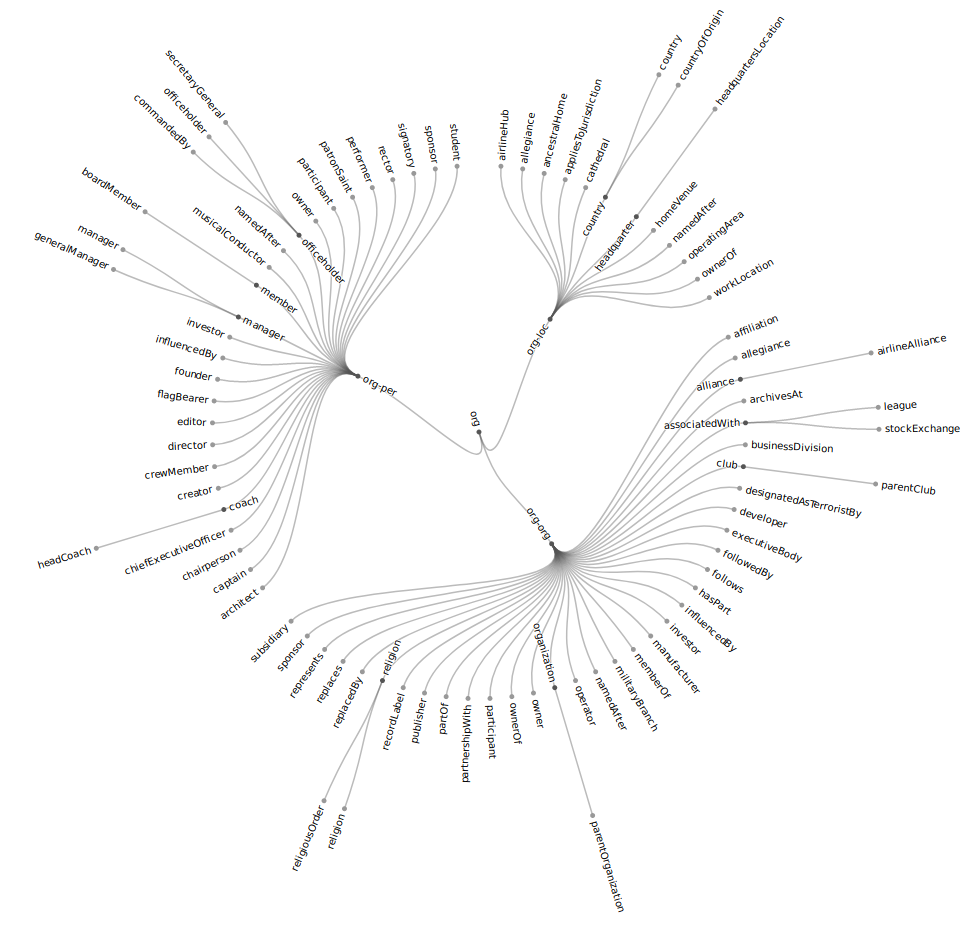 org
org-per
student
sponsor
signatory
rector
performer
patronSaint
participant
owner
officeholder
secretaryGeneral
officeholder
commandedBy
namedAfter
musicalConductor
member
boardMember
manager
manager
generalManager
investor
influencedBy
founder
flagBearer
editor
director
crewMember
creator
coach
headCoach
chiefExecutiveOfficer
chairperson
captain
architect
org-loc
airlineHub
allegiance
ancestralHome
appliesToJurisdiction
cathedral
country
country
countryOfOrigin
headquarter
headquartersLocation
homeVenue
namedAfter
operatingArea
ownerOf
workLocation
org-org
affiliation
allegiance
alliance
airlineAlliance
archivesAt
associatedWith
league
stockExchange
businessDivision
club
parentClub
designatedAsTerroristBy
developer
executiveBody
followedBy
follows
hasPart
influencedBy
investor
manufacturer
memberOf
militaryBranch
namedAfter
operator
organization
parentOrganization
owner
ownerOf
participant
partnershipWith
partOf
publisher
recordLabel
religion
religion
religiousOrder
replacedBy
replaces
represents
sponsor
subsidiary